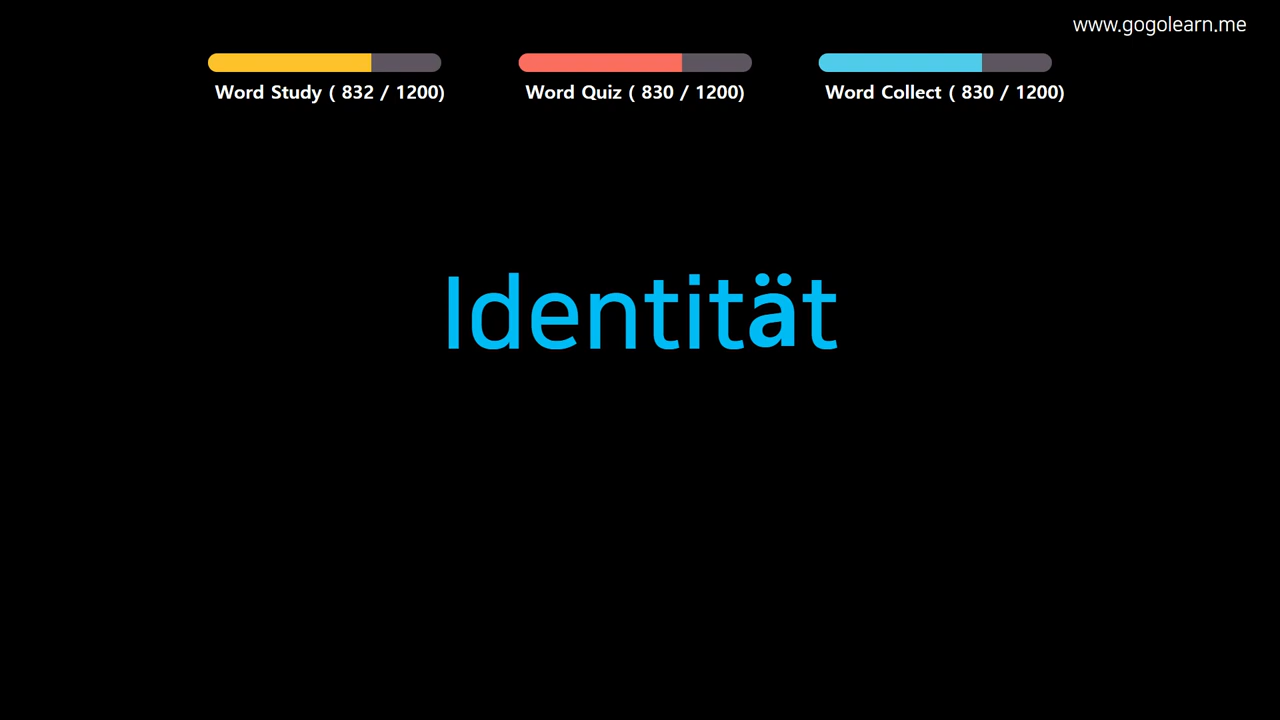 www.gogolearn.me
Word Study ( 832 / 1200)
Word Quiz ( 830 / 1200)
Word Collect ( 830 / 1200)
Identität